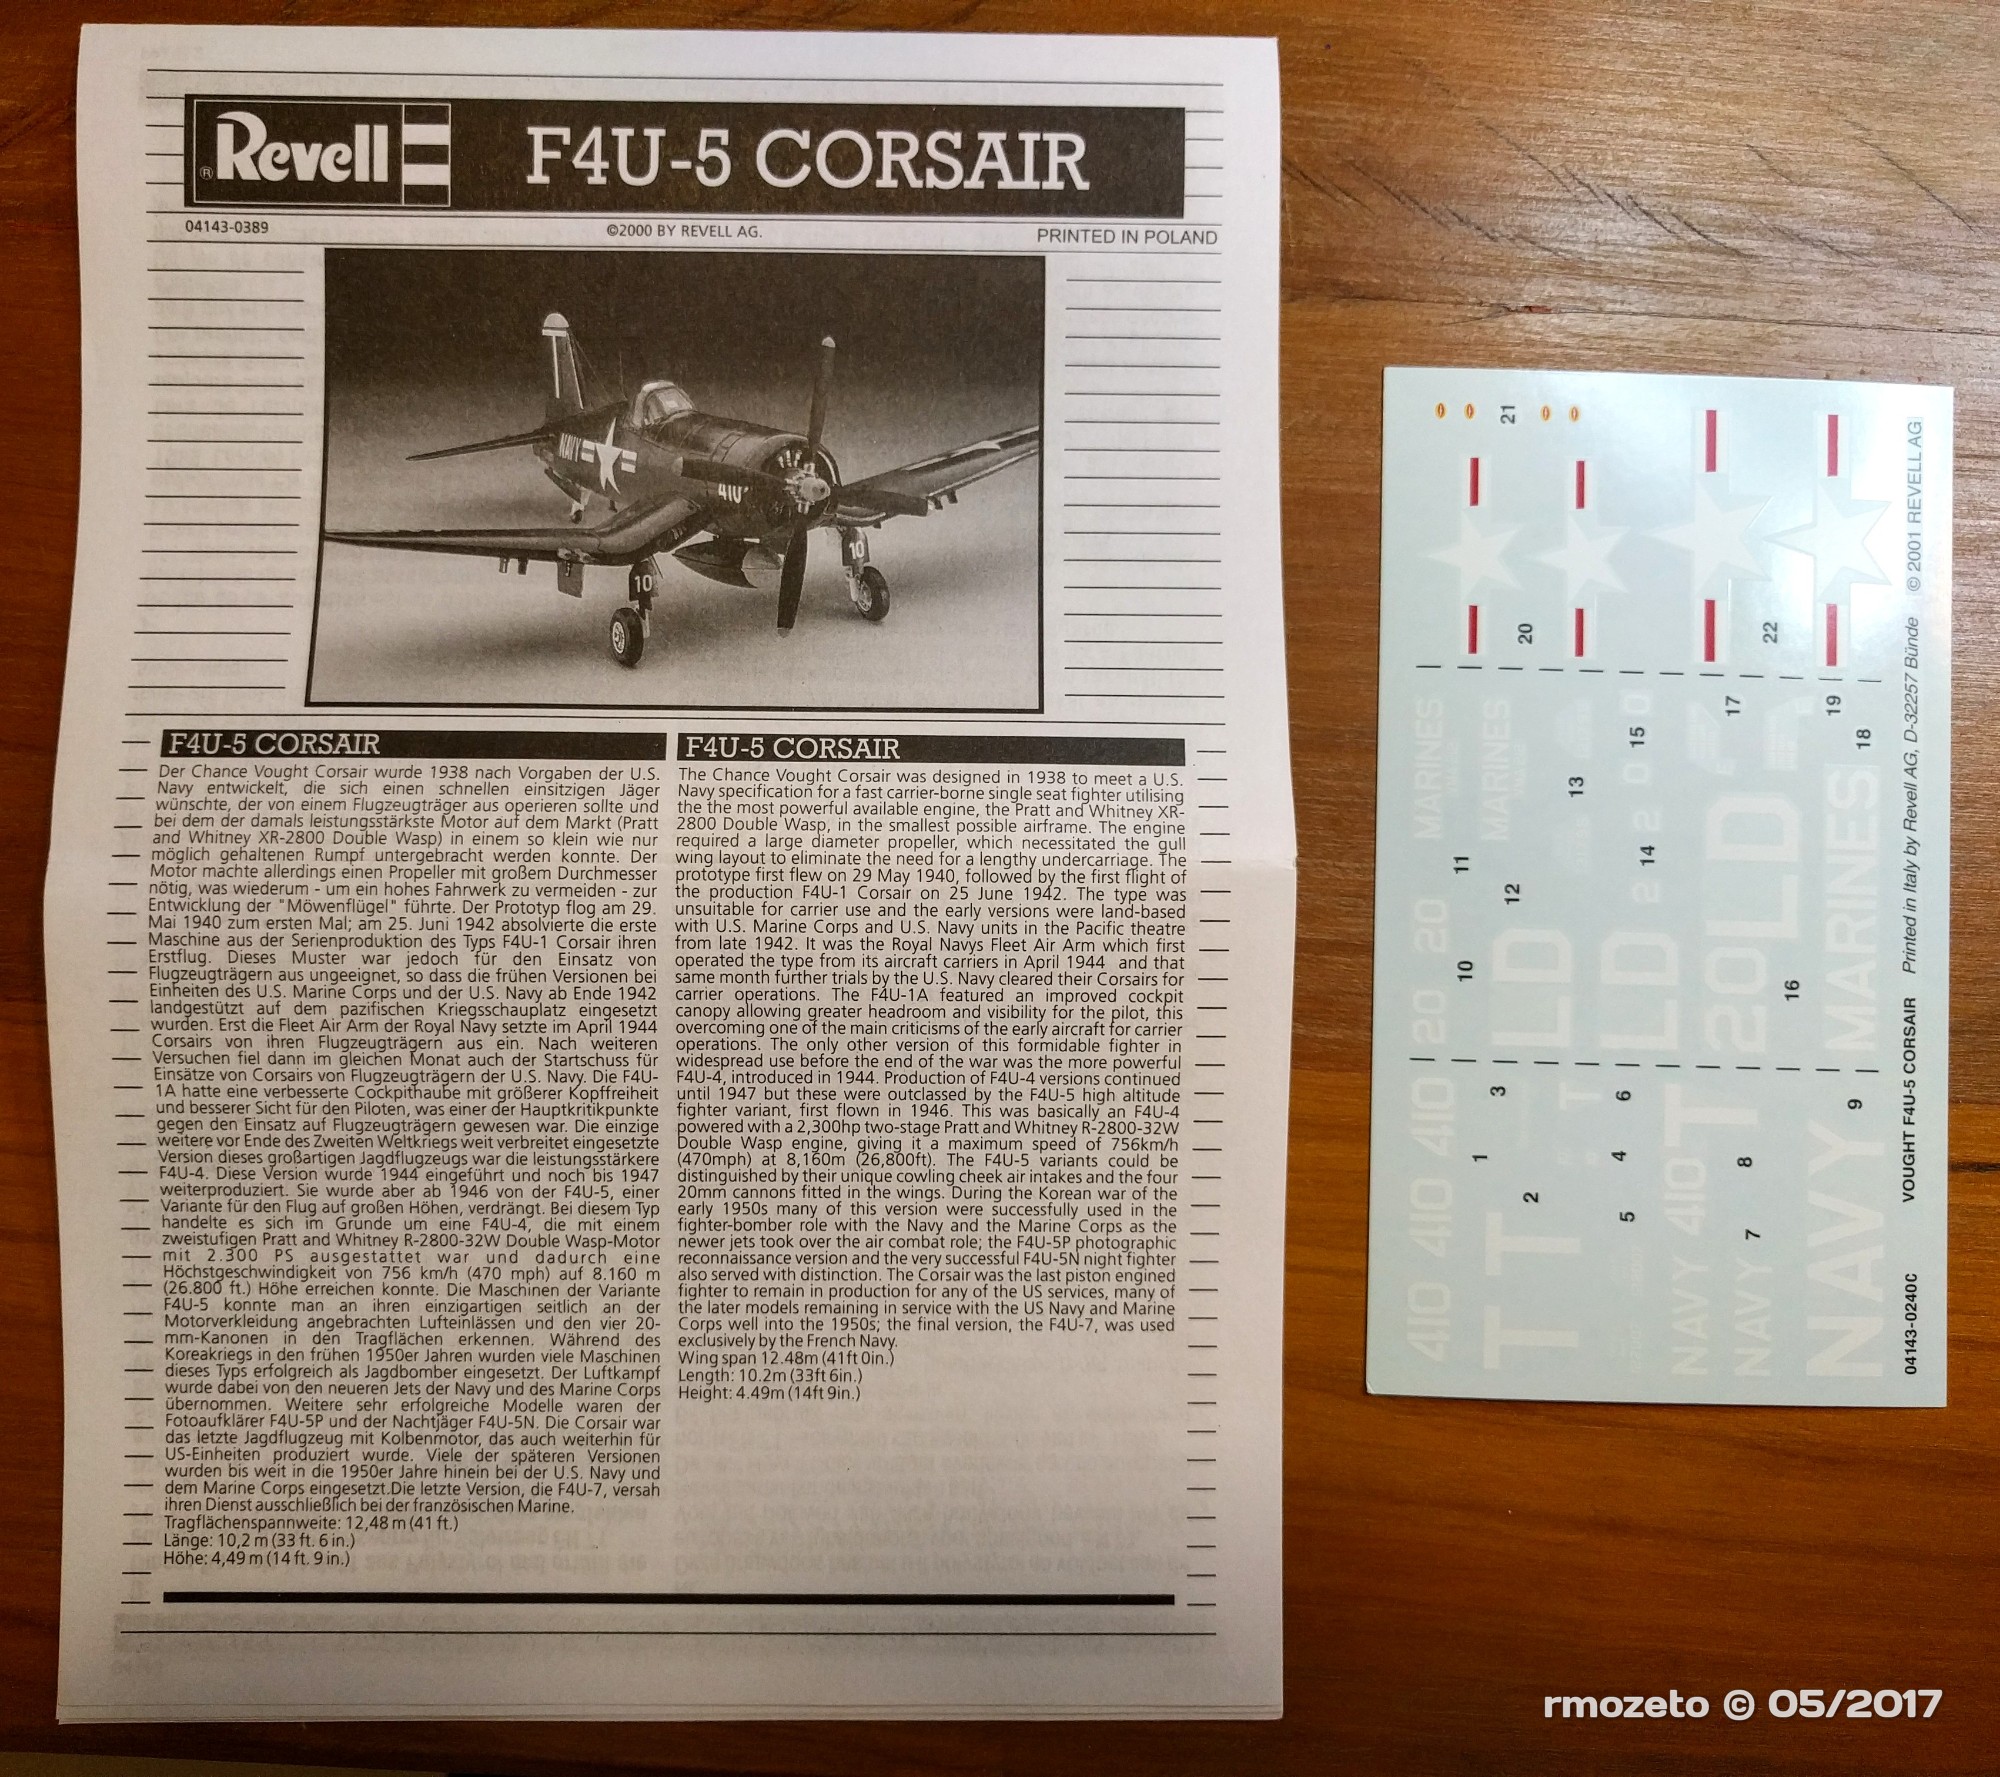 Revell
®
F4U-5 CORSAIR
04143-0389
©2000 BY REVELL AG.
PRINTED IN POLAND
NAVY
410
10
10
F4U-5 CORSAIR
Der Chance Vought Corsair wurde 1938 nach Vorgaben der U.S.
Navy entwickelt, die sich einen schnellen einsitzigen Jäger
wünschte, der von einem Flugzeugträger aus operieren sollte und
bei dem der damals leistungsstärkste Motor auf dem Markt (Pratt
and Whitney XR-2800 Double Wasp) in einem so klein wie nur
möglich gehaltenen Rumpf untergebracht werden konnte. Der
Motor machte allerdings einen Propeller mit großem Durchmesser
nötig, was wiederum - um ein hohes Fahrwerk zu vermeiden - zur
Entwicklung der "Möwenflügel" führte. Der Prototyp flog am 29.
Mai 1940 zum ersten Mal; am 25. Juni 1942 absolvierte die erste
Maschine aus der Serienproduktion des Typs F4U-1 Corsair ihren
Erstflug. Dieses Muster war jedoch für den Einsatz von
Flugzeugträgern aus ungeeignet, so dass die frühen Versionen bei
Einheiten des U.S. Marine Corps und der U.S. Navy ab Ende 1942
landgestützt auf dem pazifischen Kriegsschauplatz eingesetzt
wurden. Erst die Fleet Air Arm der Royal Navy setzte im April 1944
Corsairs von ihren Flugzeugträgern aus ein. Nach weiteren
Versuchen fiel dann im gleichen Monat auch der Startschuss für
Einsätze von Corsairs von Flugzeugträgern der U.S. Navy. Die F4U-
1A hatte eine verbesserte Cockpithaube mit größerer Kopffreiheit
und besserer Sicht für den Piloten, was einer der Hauptkritikpunkte
gegen den Einsatz auf Flugzeugträgern gewesen war. Die einzige
weitere vor Ende des Zweiten Weltkriegs weit verbreitet eingesetzte
Version dieses großartigen Jagdflugzeugs war die leistungsstärkere
F4U-4. Diese Version wurde 1944 eingeführt und noch bis 1947
weiterproduziert. Sie wurde aber ab 1946 von der F4U-5, einer
Variante für den Flug auf großen Höhen, verdrängt. Bei diesem Typ
handelte es sich im Grunde um eine F4U-4, die mit einem
zweistufigen Pratt and Whitney R-2800-32W Double Wasp-Motor
mit 2.300 PS ausgestattet war und dadurch eine
Höchstgeschwindigkeit von 756 km/h (470 mph) auf 8.160 m
(26.800 ft.) Höhe erreichen konnte. Die Maschinen der Variante
F4U-5 konnte man an ihren einzigartigen seitlich an der
Motorverkleidung angebrachten Lufteinlässen und den vier 20-
mm-Kanonen in den Tragflächen erkennen. Während des
Koreakriegs in den frühen 1950er Jahren wurden viele Maschinen
dieses Typs erfolgreich als Jagdbomber eingesetzt. Der Luftkampf
wurde dabei von den neueren Jets der Navy und des Marine Corps
übernommen. Weitere sehr erfolgreiche Modelle waren der
Fotoaufklärer F4U-5P und der Nachtjäger F4U-5N. Die Corsair war
das letzte Jagdflugzeug mit Kolbenmotor, das auch weiterhin für
US-Einheiten produziert wurde. Viele der späteren Versionen
wurden bis weit in die 1950er Jahre hinein bei der U.S. Navy und
dem Marine Corps eingesetzt.Die letzte Version, die F4U-7, versah
ihren Dienst ausschließlich bei der französischen Marine.
Tragflächenspannweite: 12,48 m (41 ft.)
Länge: 10,2 m (33 ft. 6 in.)
Höhe: 4,49 m (14 ft. 9 in.)
F4U-5 CORSAIR
The Chance Vought Corsair was designed in 1938 to meet a U.S.
Navy specification for a fast carrier-borne single seat fighter utilising
the the most powerful available engine, the Pratt and Whitney XR-
2800 Double Wasp, in the smallest possible airframe. The engine
required a large diameter propeller, which necessitated the gull
wing layout to eliminate the need for a lengthy undercarriage. The
prototype first flew on 29 May 1940, followed by the first flight of
the production F4U-1 Corsair on 25 June 1942. The type was
unsuitable for carrier use and the early versions were land-based
with U.S. Marine Corps and U.S. Navy units in the Pacific theatre
from late 1942. It was the Royal Navys Fleet Air Arm which first
operated the type from its aircraft carriers in April 1944 and that
same month further trials by the U.S. Navy cleared their Corsairs for
carrier operations. The F4U-1A featured an improved cockpit
canopy allowing greater headroom and visibility for the pilot, this
overcoming one of the main criticisms of the early aircraft for carrier
operations. The only other version of this formidable fighter in
widespread use before the end of the war was the more powerful
F4U-4, introduced in 1944. Production of F4U-4 versions continued
until 1947 but these were outclassed by the F4U-5 high altitude
fighter variant, first flown in 1946. This was basically an F4U-4
powered with a 2,300hp two-stage Pratt and Whitney R-2800-32W
Double Wasp engine, giving it a maximum speed of 756km/h
(470mph) at 8,160m (26,800ft). The F4U-5 variants could be
distinguished by their unique cowling cheek air intakes and the four
20mm cannons fitted in the wings. During the Korean war of the
early 1950s many of this version were successfully used in the
fighter-bomber role with the Navy and the Marine Corps as the
newer jets took over the air combat role; the F4U-5P photographic
reconnaissance version and the very successful F4U-5N night fighter
also served with distinction. The Corsair was the last piston engined
fighter to remain in production for any of the US services, many of
the later models remaining in service with the US Navy and Marine
Corps well into the 1950s; the final version, the F4U-7, was used
exclusively by the French Navy.
Wing span 12.48m (41ft 0in.)
Length: 10.2m (33ft 6in.)
Height: 4.49m (14ft 9in.)
410 410 410
1
20 20
10
11
MARINES
MARINES
12
T T
2
3
LD
LD
13
14
15
2 2 0 0
4
5
6
T
NAVY 410 T
NAVY
7
8
20LD
16
17
NAVY
9
MARINES
18
19
20
21
22
04143-0240C
VOUGHT F4U-5 CORSAIR
Printed in Italy by Revell AG, D-32257 Bünde
© 2001 REVELL AG
rmozeto © 05/2017